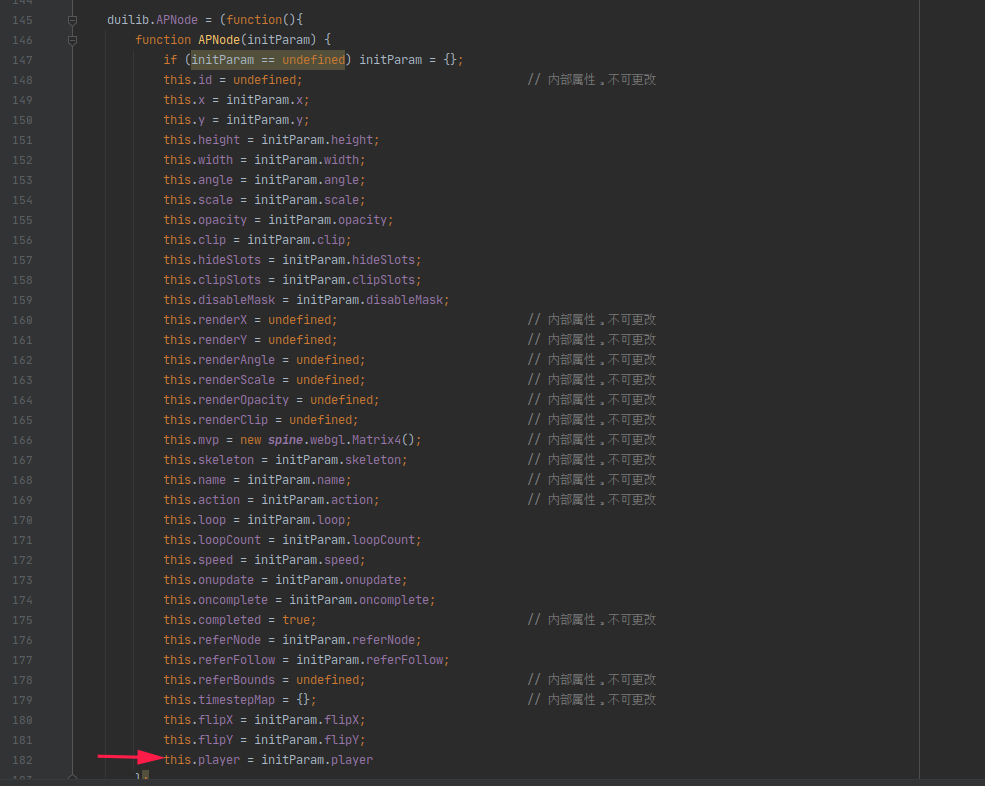 145 duilib.APNode = (function(){
146 function APNode(initParam) {
147 if (initParam == undefined) initParam = {};
148 this.id = undefined; // 内部属性，不可更改
149 this.x = initParam.x;
150 this.y = initParam.y;
151 this.height = initParam.height;
152 this.width = initParam.width;
153 this.angle = initParam.angle;
154 this.scale = initParam.scale;
155 this.opacity = initParam.opacity;
156 this.clip = initParam.clip;
157 this.hideSlots = initParam.hideSlots;
158 this.clipSlots = initParam.clipSlots;
159 this.disableMask = initParam.disableMask;
160 this.renderX = undefined; // 内部属性，不可更改
161 this.renderY = undefined; // 内部属性，不可更改
162 this.renderAngle = undefined; // 内部属性，不可更改
163 this.renderScale = undefined; // 内部属性，不可更改
164 this.renderOpacity = undefined; // 内部属性，不可更改
165 this.renderClip = undefined; // 内部属性，不可更改
166 this.mvp = new spine.webgl.Matrix4(); // 内部属性，不可更改
167 this.skeleton = initParam.skeleton; // 内部属性，不可更改
168 this.name = initParam.name; // 内部属性，不可更改
169 this.action = initParam.action; // 内部属性，不可更改
170 this.loop = initParam.loop;
171 this.loopCount = initParam.loopCount;
172 this.speed = initParam.speed;
173 this.onupdate = initParam.onupdate;
174 this.oncomplete = initParam.oncomplete;
175 this.completed = true; // 内部属性，不可更改
176 this.referNode = initParam.referNode;
177 this.referFollow = initParam.referFollow;
178 this.referBounds = undefined; // 内部属性，不可更改
179 this.timestepMap = {}; // 内部属性，不可更改
180 this.flipX = initParam.flipX;
181 this.flipY = initParam.flipY;
182 this.player = initParam.player